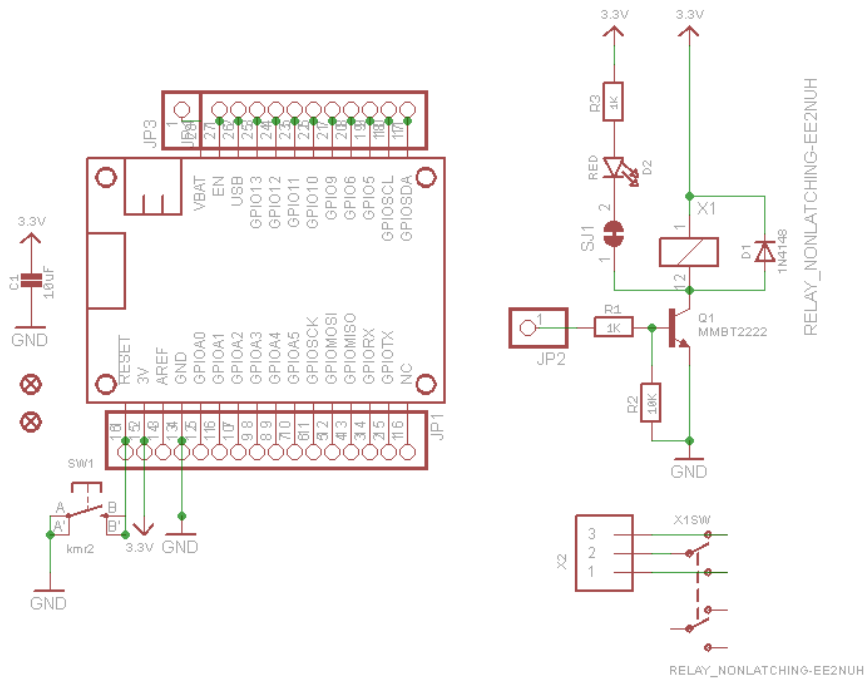 3.3V
3.3V
RELAY_NONLATCHING-EE2NUH
R3
1K
RED
D2
2
SJ1
1
X1
1
12
D1
1N4148
JP3
1
VBAT
EN
USB
GPIO13
GPIO12
GPIO11
GPIO10
GPIO9
GPIO6
GPIO5
GPIOSCL
GPIOSDA
3.3V
C1
10uF
GND
RESET
3V
AREF
GND
GPIOA0
GPIOA1
GPIOA2
GPIOA3
GPIOA4
GPIOA5
GPIOSCK
GPIOMOSI
GPIOMISO
GPIORX
GPIOTX
NC
JP1
1
JP2
R1
1K
Q1
MMBT2222
R2
10K
GND
SW1
A
A'
B
B'
kmr2
3.3V
GND
GND
X2
3
2
1
X1SW
RELAY_NONLATCHING-EE2NUH